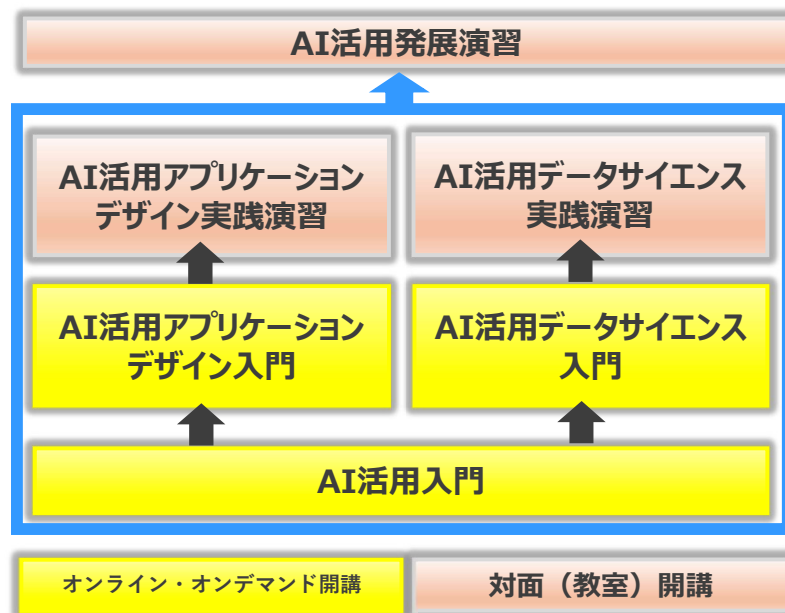 AI活用発展演習
AI活用アプリケーション
デザイン実践演習
AI活用データサイエンス
実践演習
AI活用アプリケーション
デザイン入門
AI活用データサイエンス
入門
AI活用入門
オンライン・オンデマンド開講
対面（教室）開講